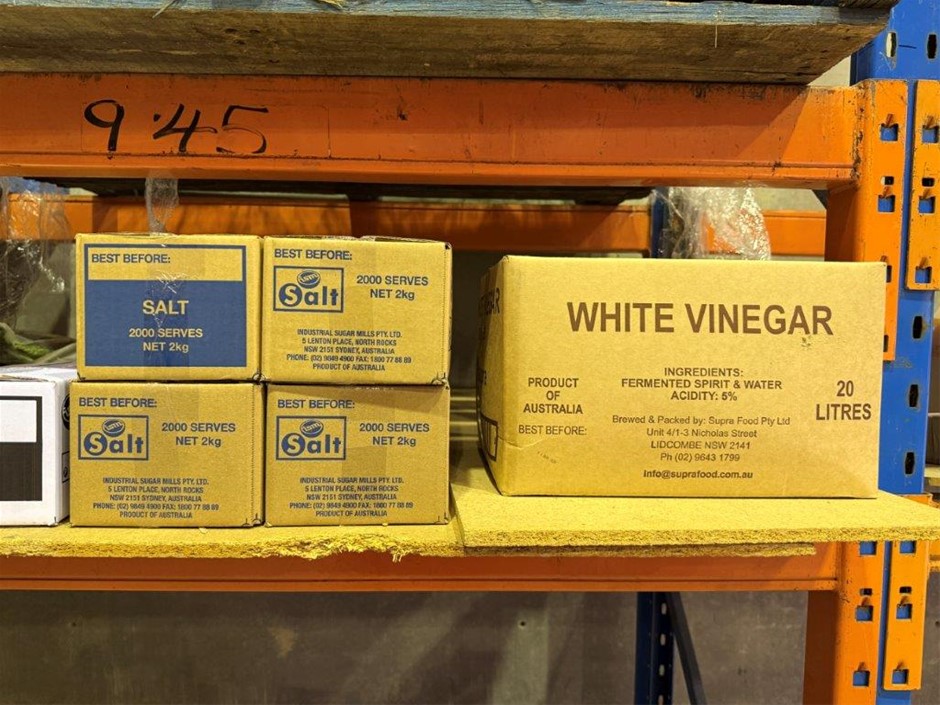 9.45
BEST BEFORE:
SALT
2000 SERVES
NET 2kg
BEST BEFORE:
Salt
2000 SERVES
NET 2kg
INDUSTRIAL SUGAR MILLS PTY. LTD.
5 LENTON PLACE, NORTH ROCKS
NSW 2151 SYDNEY, AUSTRALIA
PHONE: (02) 9849 4900 FAX: 1800 77 88 89
PRODUCT OF AUSTRALIA
BEST BEFORE:
Salt
2000 SERVES
NET 2kg
INDUSTRIAL SUGAR MILLS PTY. LTD.
5 LENTON PLACE, NORTH ROCKS
NSW 2151 SYDNEY, AUSTRALIA
PHONE: (02) 9849 4900 FAX: 1800 77 88 89
PRODUCT OF AUSTRALIA
BEST BEFORE:
Salt
2000 SERVES
NET 2kg
INDUSTRIAL SUGAR MILLS PTY. LTD.
5 LENTON PLACE, NORTH ROCKS
NSW 2151 SYDNEY, AUSTRALIA
PHONE: (02) 9849 4900 FAX: 1800 77 88 89
PRODUCT OF AUSTRALIA
WHITE VINEGAR
INGREDIENTS:
FERMENTED SPIRIT & WATER
ACIDITY: 5%
PRODUCT
OF
AUSTRALIA
BEST BEFORE:
Brewed & Packed by: Supra Food Pty Ltd
Unit 4/1-3 Nicholas Street
LIDCOMBE NSW 2141
Ph (02) 9643 1799
info@suprafood.com.au
20
LITRES